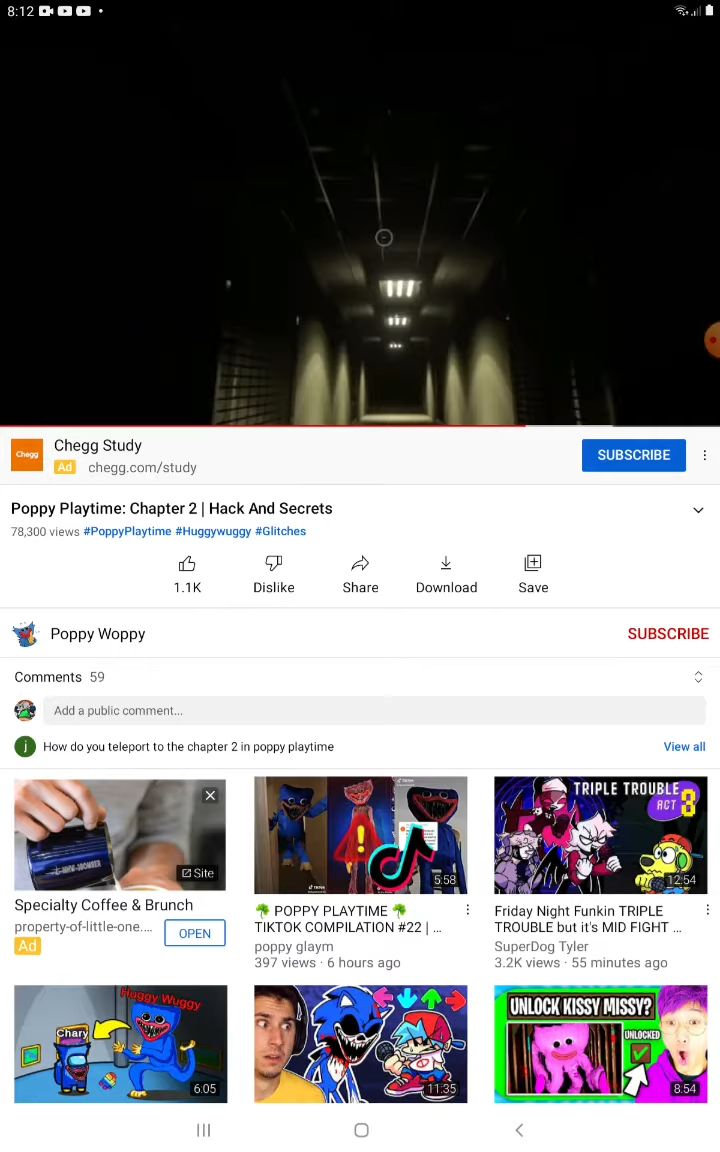 8:12
Chegg
Chegg Study
Ad chegg.com/study
SUBSCRIBE
Poppy Playtime: Chapter 2 | Hack And Secrets
78,300 views #PoppyPlaytime #Huggywuggy #Glitches
1.1K
Dislike
Share
Download
Save
Poppy Woppy
SUBSCRIBE
Comments 59
Add a public comment...
j
How do you teleport to the chapter 2 in poppy playtime
View all
Site
Specialty Coffee & Brunch
property-of-little-one....
Ad
OPEN
TikTok
5:58
POPPY PLAYTIME
TIKTOK COMPILATION #22 | ...
poppy glaym
397 views · 6 hours ago
TRIPLE TROUBLE
ACT 3
12:54
Friday Night Funkin TRIPLE
TROUBLE but it's MID FIGHT ...
SuperDog Tyler
3.2K views · 55 minutes ago
Huggy Wuggy
Chary
6:05
11:35
UNLOCK KISSY MISSY?
UNLOCKED
8:54